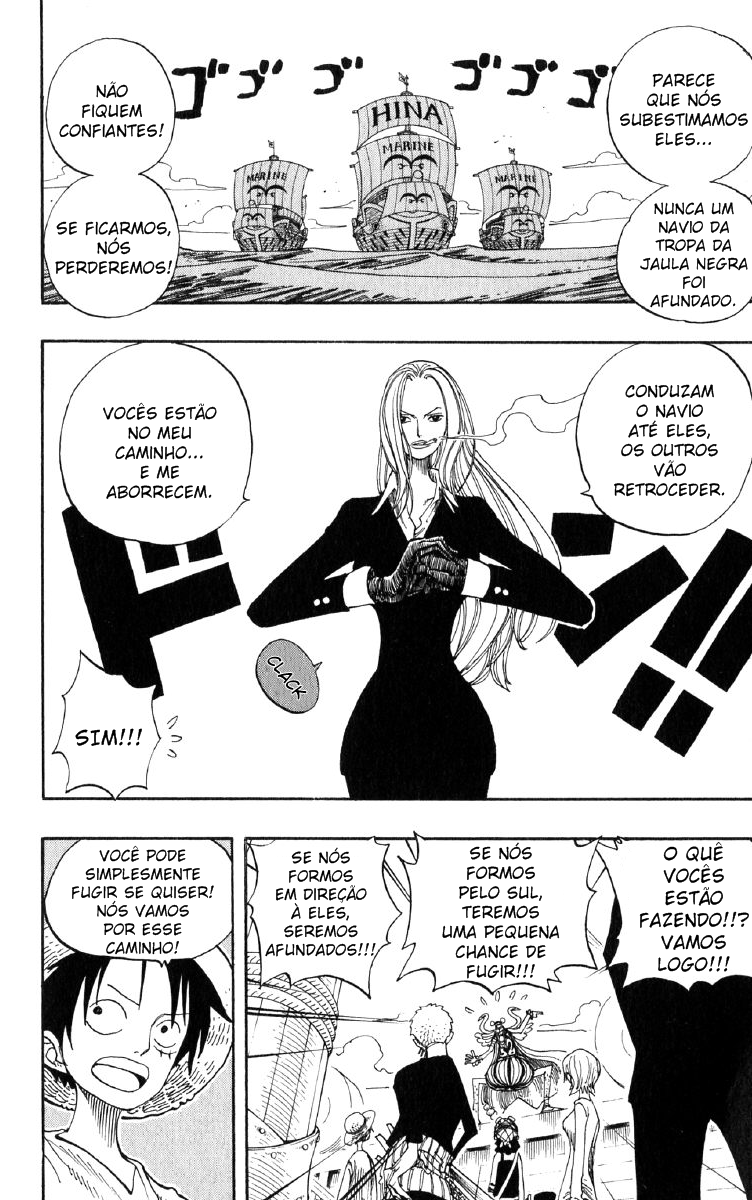 PARECE
QUE NÓS
SUBESTIMAMOS
ELES...
NUNCA UM
NAVIO DA
TROPA DA
JAULA NEGRA
FOI
AFUNDADO.
ゴゴゴ ゴゴゴ
HINA
MARINE
MARINE
MARINE
NÃO
FIQUEM
CONFIANTES!
SE FICARMOS,
NÓS
PERDEREMOS!
CONDUZAM
O NAVIO
ATÉ ELES,
OS OUTROS
VÃO
RETROCEDER.
VOCÊS ESTÃO
NO MEU
CAMINHO...
E ME
ABORRECEM.
ドン!!
CLACK
SIM!!!
O QUÊ
VOCÊS
ESTÃO
FAZENDO!!?
VAMOS
LOGO!!!
SE NÓS
FORMOS
PELO SUL,
TEREMOS
UMA PEQUENA
CHANCE DE
FUGIR!!!
SE NÓS
FORMOS
EM DIREÇÃO
À ELES,
SEREMOS
AFUNDADOS!!!
VOCÊ PODE
SIMPLESMENTE
FUGIR SE QUISER!
NÓS VAMOS
POR ESSE
CAMINHO!